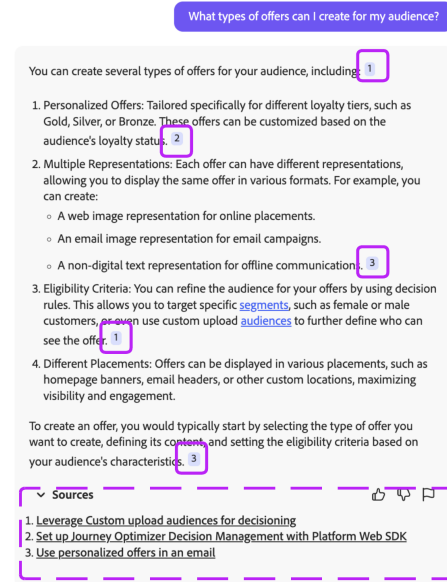 What types of offers can I create for my audience?
You can create several types of offers for your audience, including: 1
1. Personalized Offers: Tailored specifically for different loyalty tiers, such as
Gold, Silver, or Bronze. These offers can be customized based on the
audience's loyalty status. 2
2. Multiple Representations: Each offer can have different representations,
allowing you to display the same offer in various formats. For example, you
can create:
◦ A web image representation for online placements.
◦ An email image representation for email campaigns.
◦ A non-digital text representation for offline communications. 3
3. Eligibility Criteria: You can refine the audience for your offers by using decision
rules. This allows you to target specific segments, such as female or male
customers, or even use custom upload audiences to further define who can
see the offer. 1
4. Different Placements: Offers can be displayed in various placements, such as
homepage banners, email headers, or other custom locations, maximizing
visibility and engagement.
To create an offer, you would typically start by selecting the type of offer you
want to create, defining its content, and setting the eligibility criteria based on
your audience's characteristics. 3
Sources
1. Leverage Custom upload audiences for decisioning
2. Set up Journey Optimizer Decision Management with Platform Web SDK
3. Use personalized offers in an email